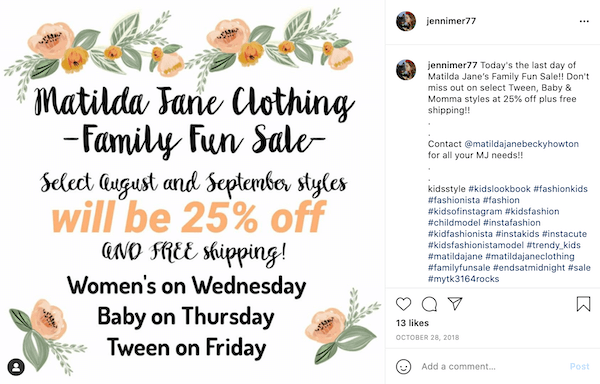 Matilda Jane Clothing
-Family Fun Sale-
Select August and September styles
will be 25% off
AND FREE shipping!
Women's on Wednesday
Baby on Thursday
Tween on Friday
jennimer77
jennimer77 Today's the last day of
Matilda Jane's Family Fun Sale!! Don't
miss out on select Tween, Baby &
Momma styles at 25% off plus free
shipping!!
.
.
Contact @matildajanebeckyhowton
for all your MJ needs!!
.
.
kidsstyle #kidslookbook #fashionkids
#fashionista #fashion
#kidsofinstagram #kidsfashion
#childmodel #instafashion
#kidfashionista #instakids #instacute
#kidsfashionistamodel #trendy_kids
#matildajane #matildajaneclothing
#familyfunsale #endsatmidnight #sale
#mytk3164rocks
13 likes
OCTOBER 26, 2018
Add a comment...
Post